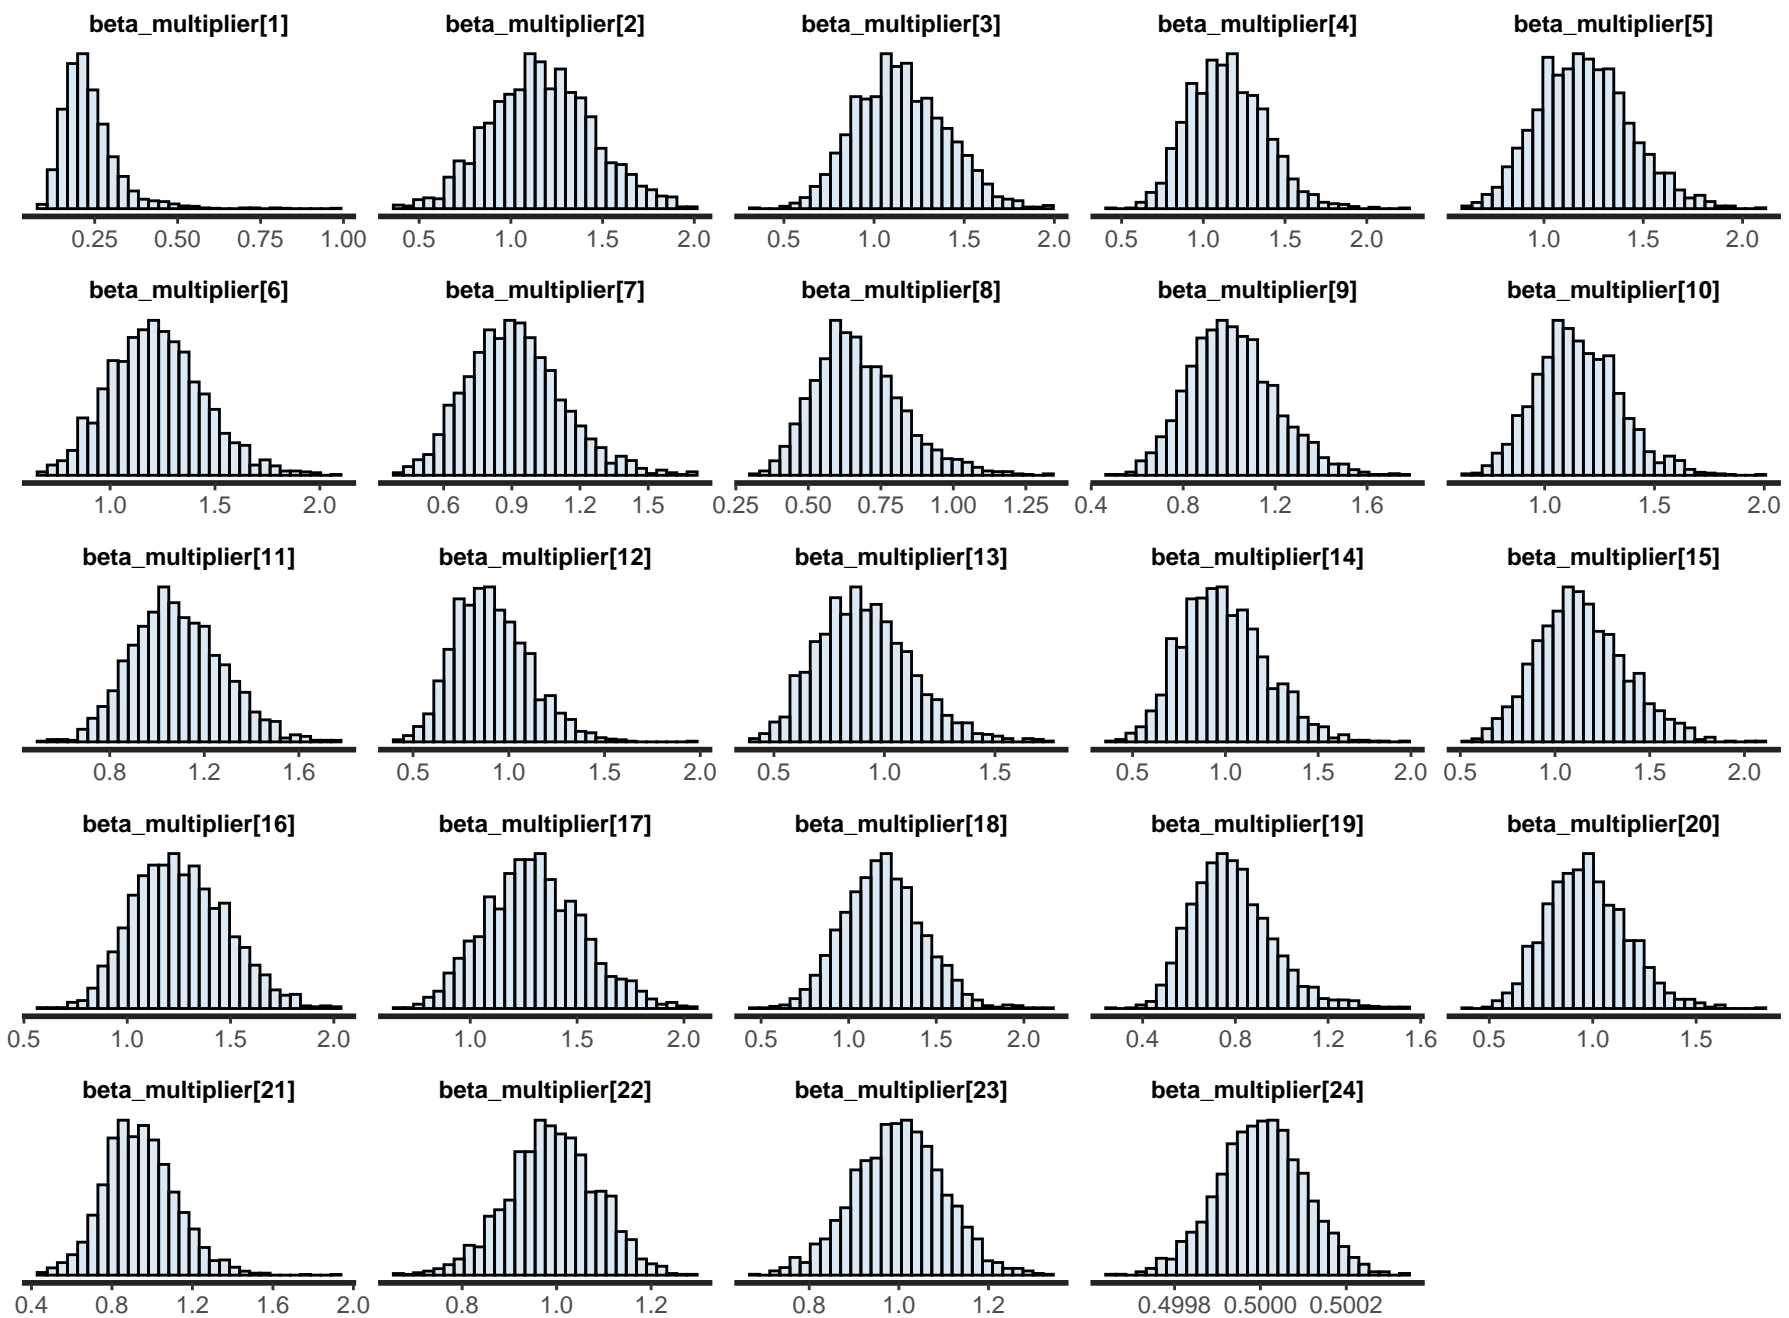 beta_multiplier[1] beta_multiplier[2] beta_multiplier[3] beta_multiplier[4] beta_multiplier[5]
0.25 0.50 0.75 1.00 0.5 1.0 1.5 2.0 0.5 1.0 1.5 2.0 0.5 1.0 1.5 2.0 1.0 1.5 2.0
beta_multiplier[6] beta_multiplier[7] beta_multiplier[8] beta_multiplier[9] beta_multiplier[10]
1.0 1.5 2.0 0.6 0.9 1.2 1.5 0.25 0.50 0.75 1.00 1.25 0.4 0.8 1.2 1.6 1.0 1.5 2.0
beta_multiplier[11] beta_multiplier[12] beta_multiplier[13] beta_multiplier[14] beta_multiplier[15]
0.8 1.2 1.6 0.5 1.0 1.5 2.0 0.5 1.0 1.5 0.5 1.0 1.5 2.0 0.5 1.0 1.5 2.0
beta_multiplier[16] beta_multiplier[17] beta_multiplier[18] beta_multiplier[19] beta_multiplier[20]
0.5 1.0 1.5 2.0 1.0 1.5 2.0 0.5 1.0 1.5 2.0 0.4 0.8 1.2 1.6 0.5 1.0 1.5
beta_multiplier[21] beta_multiplier[22] beta_multiplier[23] beta_multiplier[24]
0.4 0.8 1.2 1.6 2.0 0.8 1.0 1.2 0.8 1.0 1.2 0.4998 0.5000 0.5002